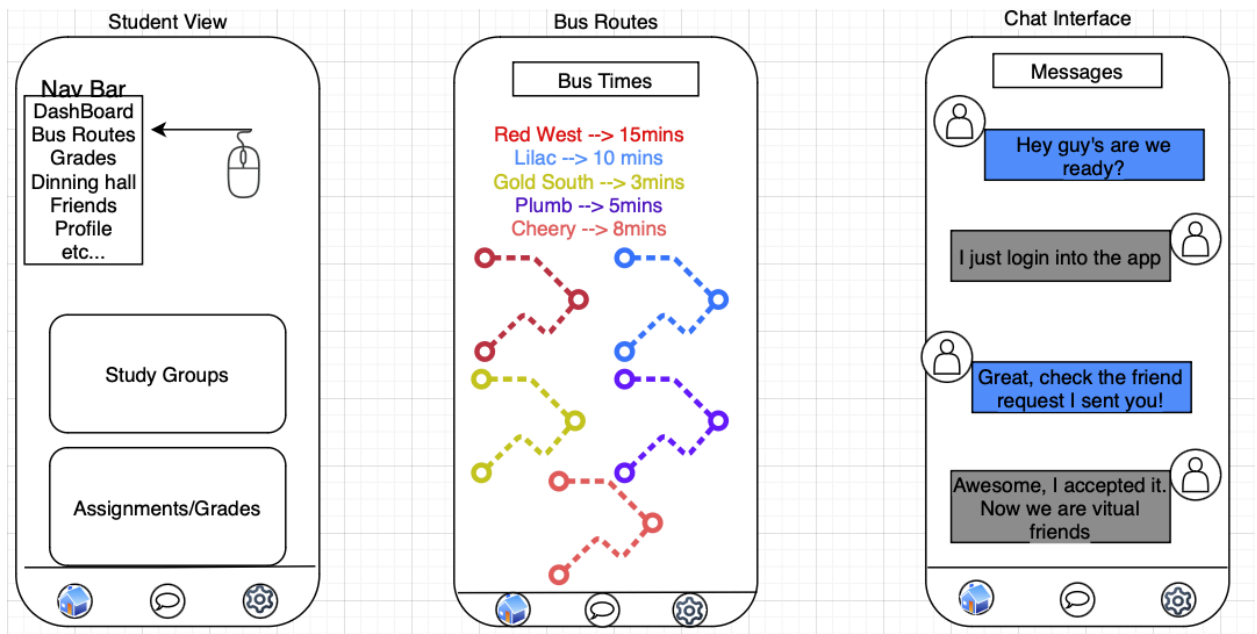 Student View
Nav Bar
DashBoard
Bus Routes
Grades
Dinning hall
Friends
Profile
etc...
Study Groups
Assignments/Grades
Bus Routes
Bus Times
Red West --> 15mins
Lilac --> 10 mins
Gold South --> 3mins
Plumb --> 5mins
Cheery --> 8mins
Chat Interface
Messages
Hey guy's are we
ready?
I just login into the app
Great, check the friend
request I sent you!
Awesome, I accepted it.
Now we are vitual
friends